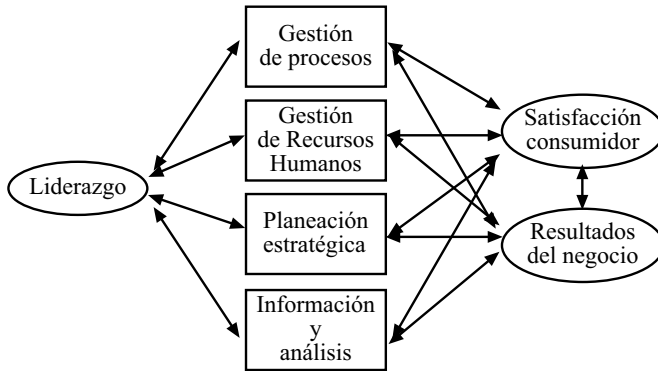 Gestión
de procesos
Gestión
de Recursos
Humanos
Satisfacción
consumidor
Liderazgo
Planeación
estratégica
Resultados
del negocio
Información
y
análisis